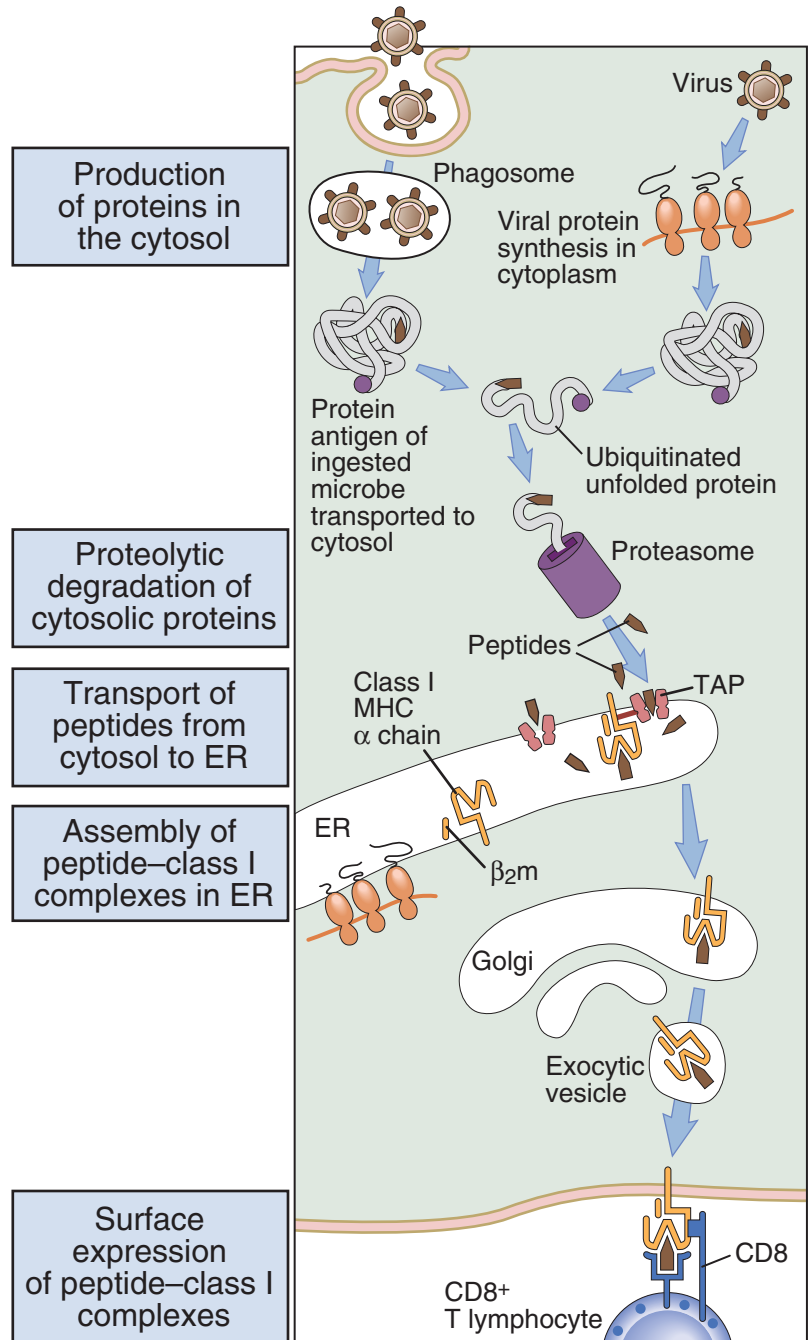 Production
of proteins in
the cytosol
Proteolytic
degradation of
cytosolic proteins
Transport of
peptides from
cytosol to ER
Assembly of
peptide–class I
complexes in ER
Surface
expression
of peptide–class I
complexes
Virus
Phagosome
Viral protein
synthesis in
cytoplasm
Protein
antigen of
ingested
microbe
transported to
cytosol
Ubiquitinated
unfolded protein
Proteasome
Peptides
TAP
Class I
MHC
α chain
ER
β₂m
Golgi
Exocytic
vesicle
CD8
CD8⁺
T lymphocyte